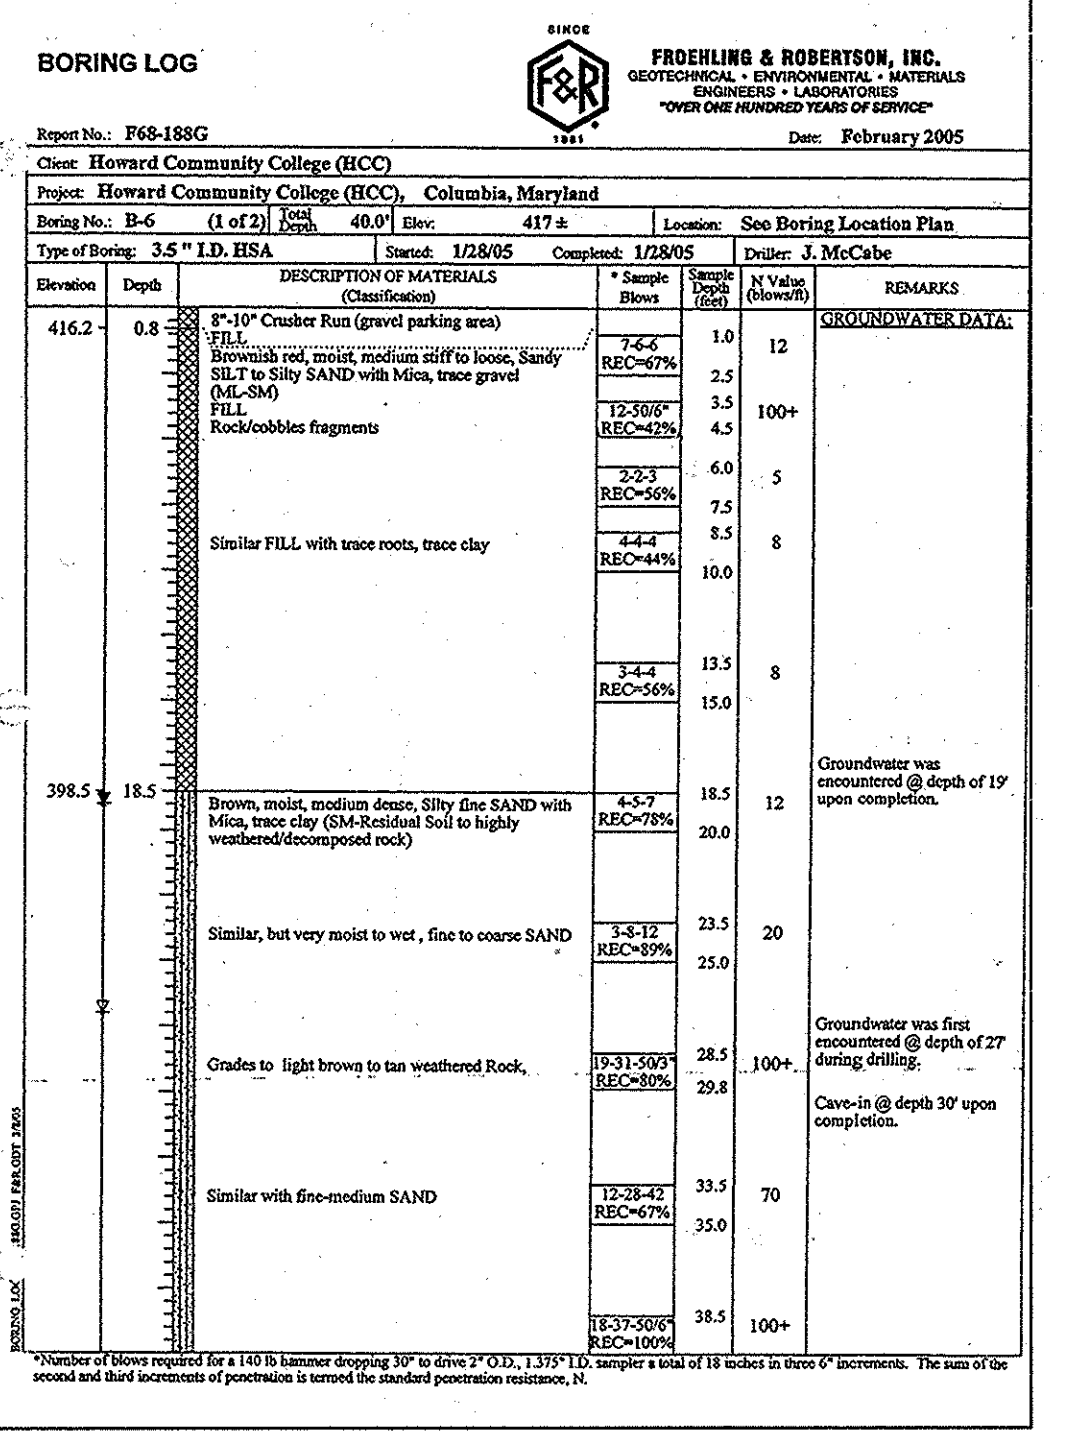 SINCE
BORING LOG
F&R
1881
FROEHLING & ROBERTSON, INC.
GEOTECHNICAL • ENVIRONMENTAL • MATERIALS
ENGINEERS • LABORATORIES
"OVER ONE HUNDRED YEARS OF SERVICE"
Report No.: F68-188G
Date: February 2005
Client: Howard Community College (HCC)
Project: Howard Community College (HCC), Columbia, Maryland
Boring No.: B-6 (1 of 2) Total Depth 40.0' Elev: 417 ± Location: See Boring Location Plan
Type of Boring: 3.5 " I.D. HSA Started: 1/28/05 Completed: 1/28/05 Driller: J. McCabe
Elevation Depth DESCRIPTION OF MATERIALS (Classification) * Sample Blows Sample Depth (feet) N Value (blows/ft) REMARKS
416.2 0.8 8"-10" Crusher Run (gravel parking area)
GROUNDWATER DATA:
FILL
Brownish red, moist, medium stiff to loose, Sandy
SILT to Silty SAND with Mica, trace gravel
(ML-SM)
7-6-6 1.0 12
REC=67%
2.5
FILL
Rock/cobbles fragments
12-50/6" 3.5 100+
REC=42% 4.5
2-2-3 6.0 5
REC=56%
7.5
Similar FILL with trace roots, trace clay
4-4-4 8.5 8
REC=44%
10.0
3-4-4 13.5 8
REC=56%
15.0
Groundwater was
encountered @ depth of 19'
upon completion.
398.5 18.5
Brown, moist, medium dense, Silty fine SAND with
Mica, trace clay (SM-Residual Soil to highly
weathered/decomposed rock)
4-5-7 18.5 12
REC=78%
20.0
Similar, but very moist to wet , fine to coarse SAND
3-8-12 23.5 20
REC=89%
25.0
Groundwater was first
encountered @ depth of 27'
during drilling.
Grades to light brown to tan weathered Rock,
19-31-50/3" 28.5 100+
REC=80%
29.8
Cave-in @ depth 30' upon
completion.
Similar with fine-medium SAND
12-28-42 33.5 70
REC=67%
35.0
18-37-50/6" 38.5 100+
REC=100%
*Number of blows required for a 140 lb hammer dropping 30" to drive 2" O.D., 1.375" I.D. sampler a total of 18 inches in three 6" increments. The sum of the
second and third increments of penetration is termed the standard penetration resistance, N.
BORING LOG F&R.GDT 3/2/05